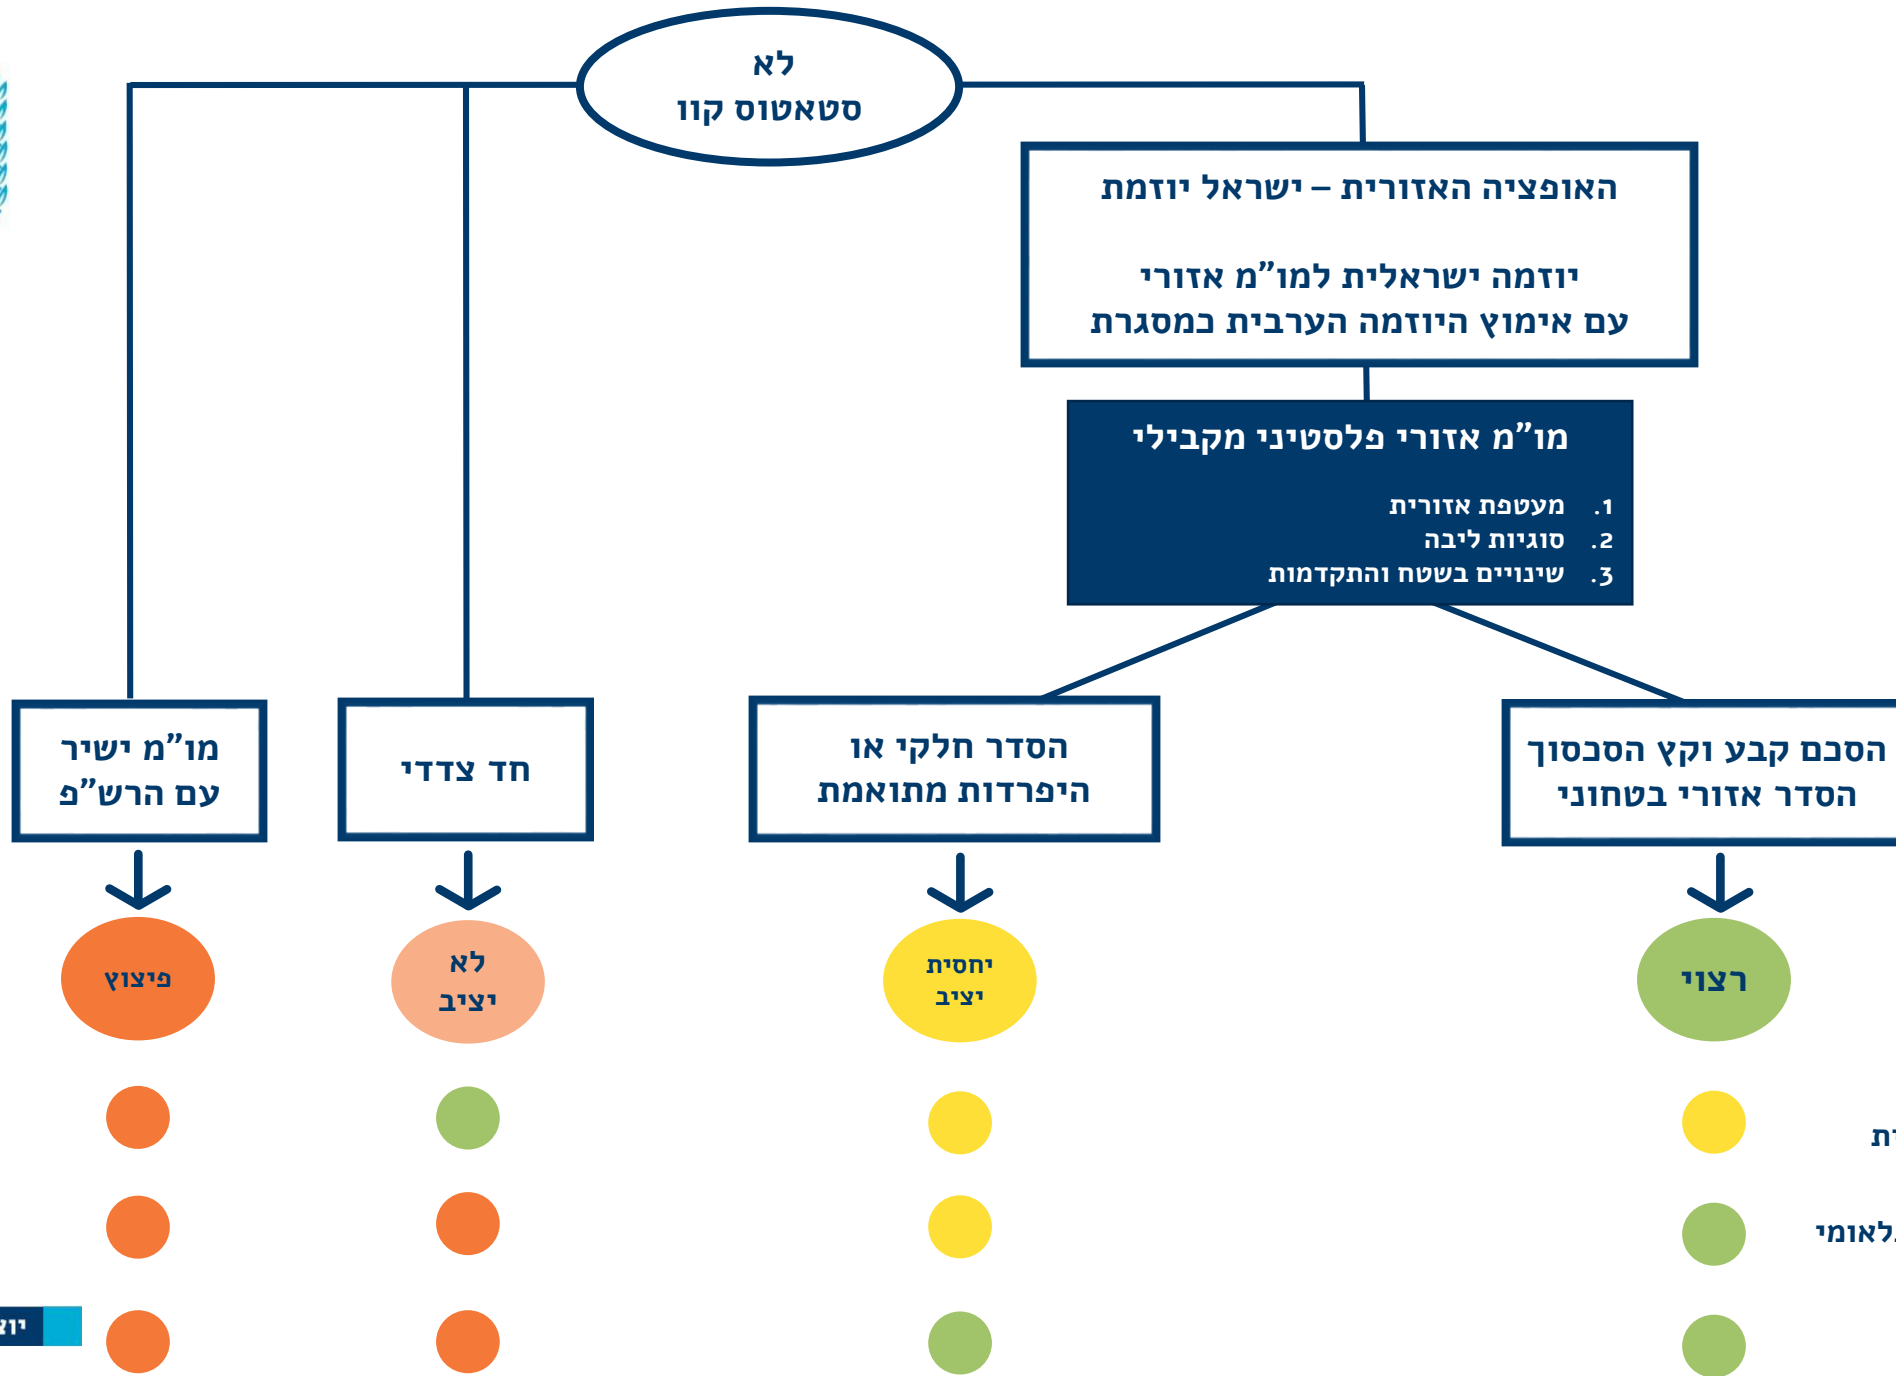 לא
סטאטוס קוו
האופציה האזורית – ישראל יוזמת
יוזמה ישראלית למו"מ אזורי
עם אימוץ היוזמה הערבית כמסגרת
מו"מ אזורי פלסטיני מקבילי
1. מעטפת אזורית
2. סוגיות ליבה
3. שינויים בשטח והתקדמות
הסכם קבע וקץ הסכסוך
הסדר אזורי בטחוני
הסדר חלקי או
היפרדות מתואמת
חד צדדי
מו"מ ישיר
עם הרש"פ
רצוי
יחסית
יציב
לא
יציב
פיצוץ